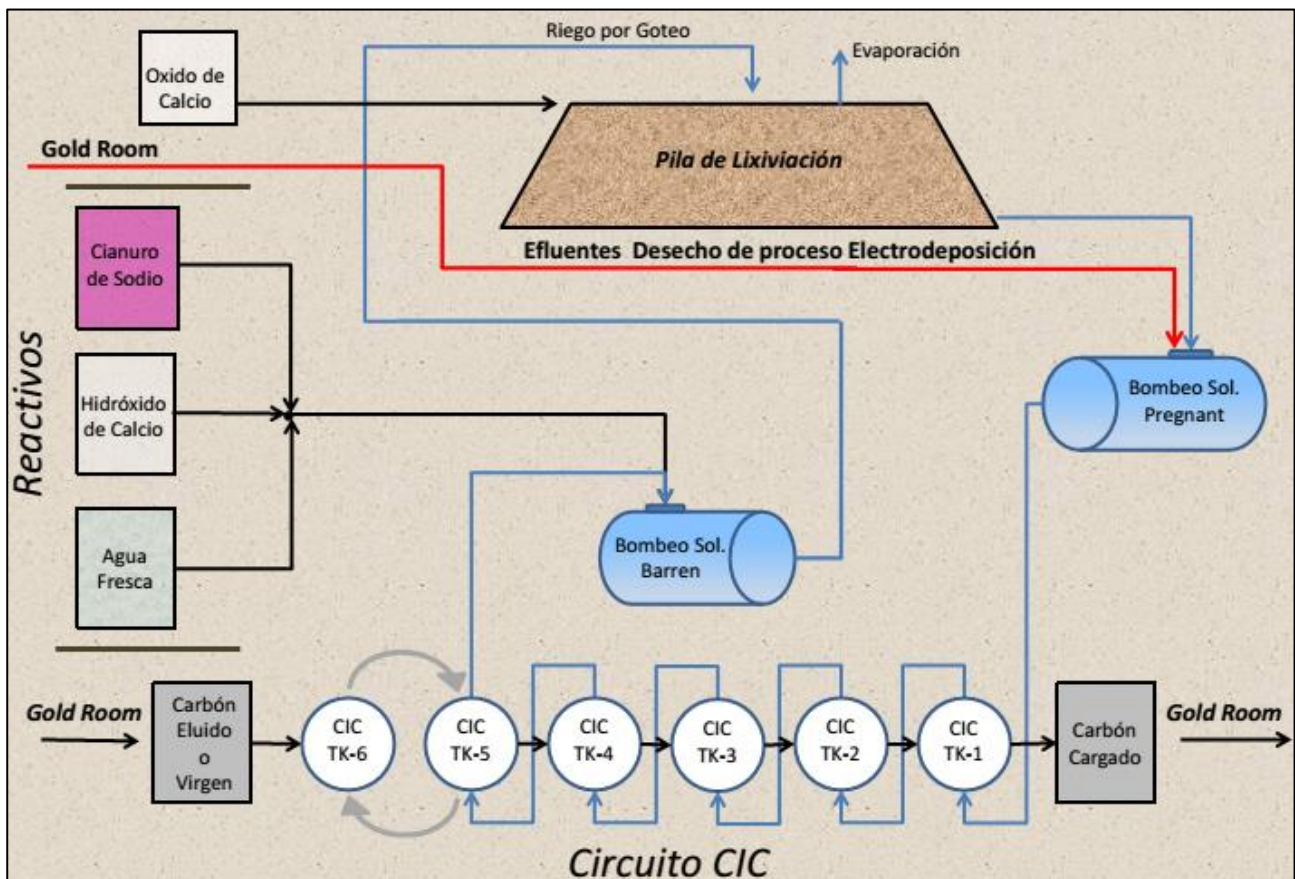 Riego por Goteo
Evaporación
Oxido de
Calcio
Gold Room
Pila de Lixiviación
Efluentes Desecho de proceso Electrodeposición
Reactivos
Cianuro
de Sodio
Hidróxido
de Calcio
Agua
Fresca
Bombeo Sol.
Pregnant
Bombeo Sol.
Barren
Gold Room
Carbón
Eluido
o
Virgen
CIC
TK-6
CIC
TK-5
CIC
TK-4
CIC
TK-3
CIC
TK-2
CIC
TK-1
Carbón
Cargado
Gold Room
Circuito CIC